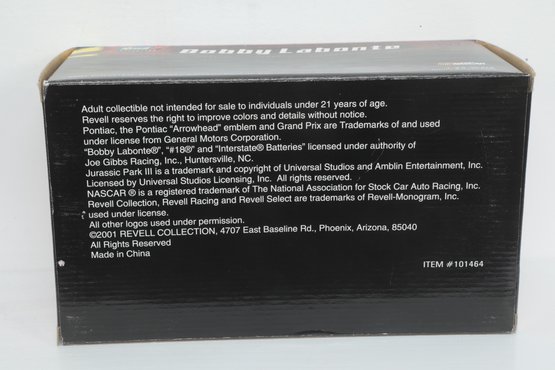 Bobby Labonte
Adult collectible not intended for sale to individuals under 21 years of age.
Revell reserves the right to improve colors and details without notice.
Pontiac, the Pontiac "Arrowhead" emblem and Grand Prix are Trademarks of and used
under license from General Motors Corporation.
"Bobby Labonte®", "#18®" and "Interstate® Batteries" licensed under authority of
Joe Gibbs Racing, Inc., Huntersville, NC.
Jurassic Park III is a trademark and copyright of Universal Studios and Amblin Entertainment, Inc.
Licensed by Universal Studios Licensing, Inc. All rights reserved.
NASCAR ® is a registered trademark of The National Association for Stock Car Auto Racing, Inc.
Revell Collection, Revell Racing and Revell Select are trademarks of Revell-Monogram, Inc.
used under license.
All other logos used under permission.
©2001 REVELL COLLECTION, 4707 East Baseline Rd., Phoenix, Arizona, 85040
All Rights Reserved
Made in China
ITEM #101464